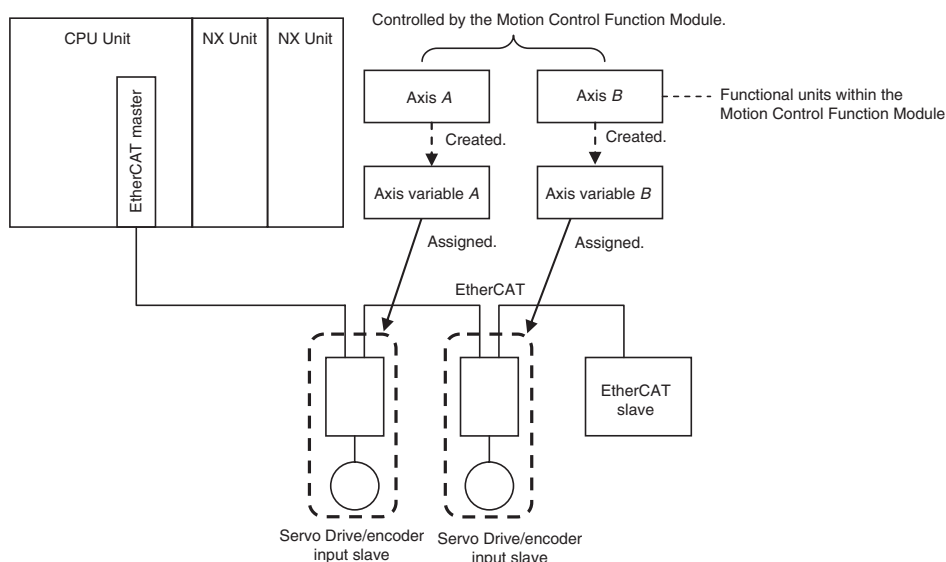 Controlled by the Motion Control Function Module.
CPU Unit
NX Unit
NX Unit
EtherCAT master
Axis A
Axis B
Functional units within the
Motion Control Function Module
Created.
Created.
Axis variable A
Axis variable B
Assigned.
Assigned.
EtherCAT
EtherCAT
slave
Servo Drive/encoder
input slave
Servo Drive/encoder
input slave